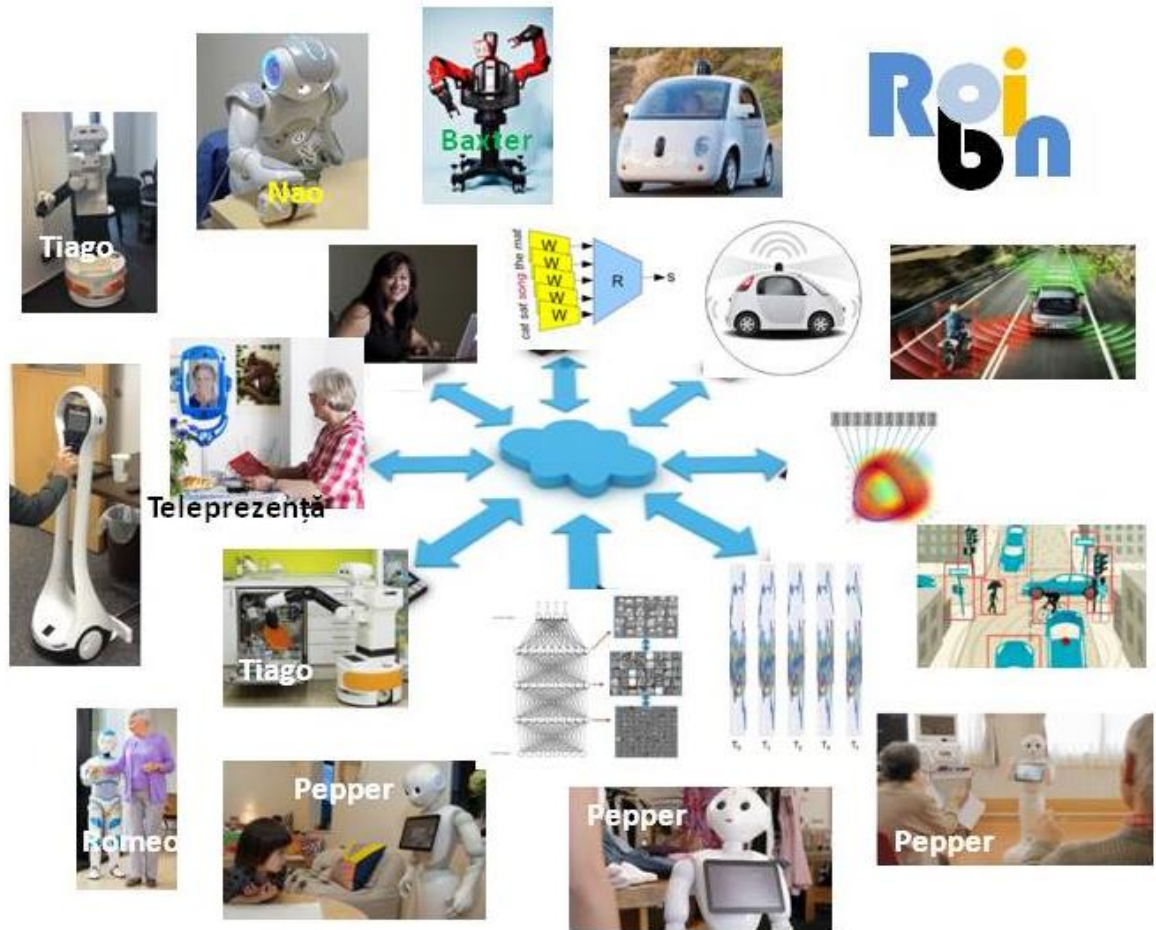 Baxter
Robin
Nao
Tiago
cat sat song the mat
W
W
W
W
W
R
s
Teleprezență
Tiago
Pepper
Pepper
Romeo
Pepper